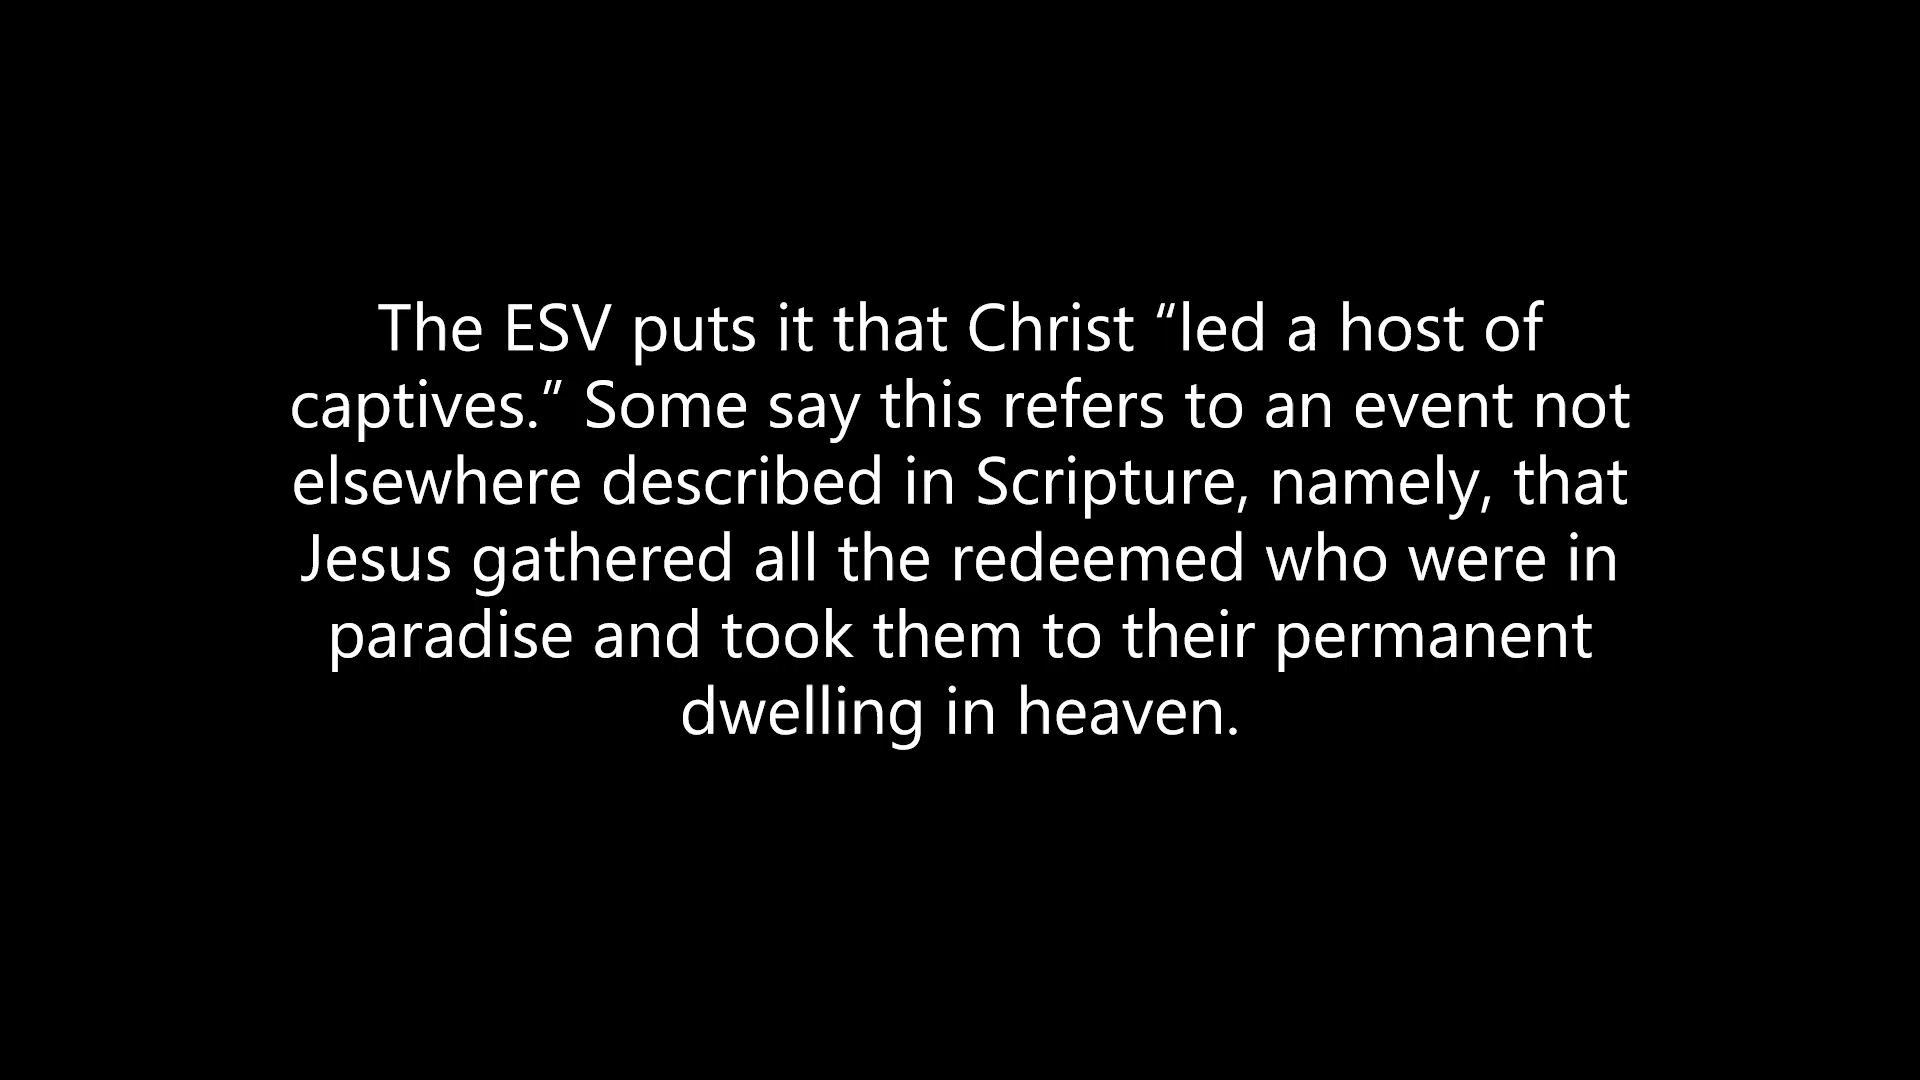 The ESV puts it that Christ “led a host of
captives.” Some say this refers to an event not
elsewhere described in Scripture, namely, that
Jesus gathered all the redeemed who were in
paradise and took them to their permanent
dwelling in heaven.